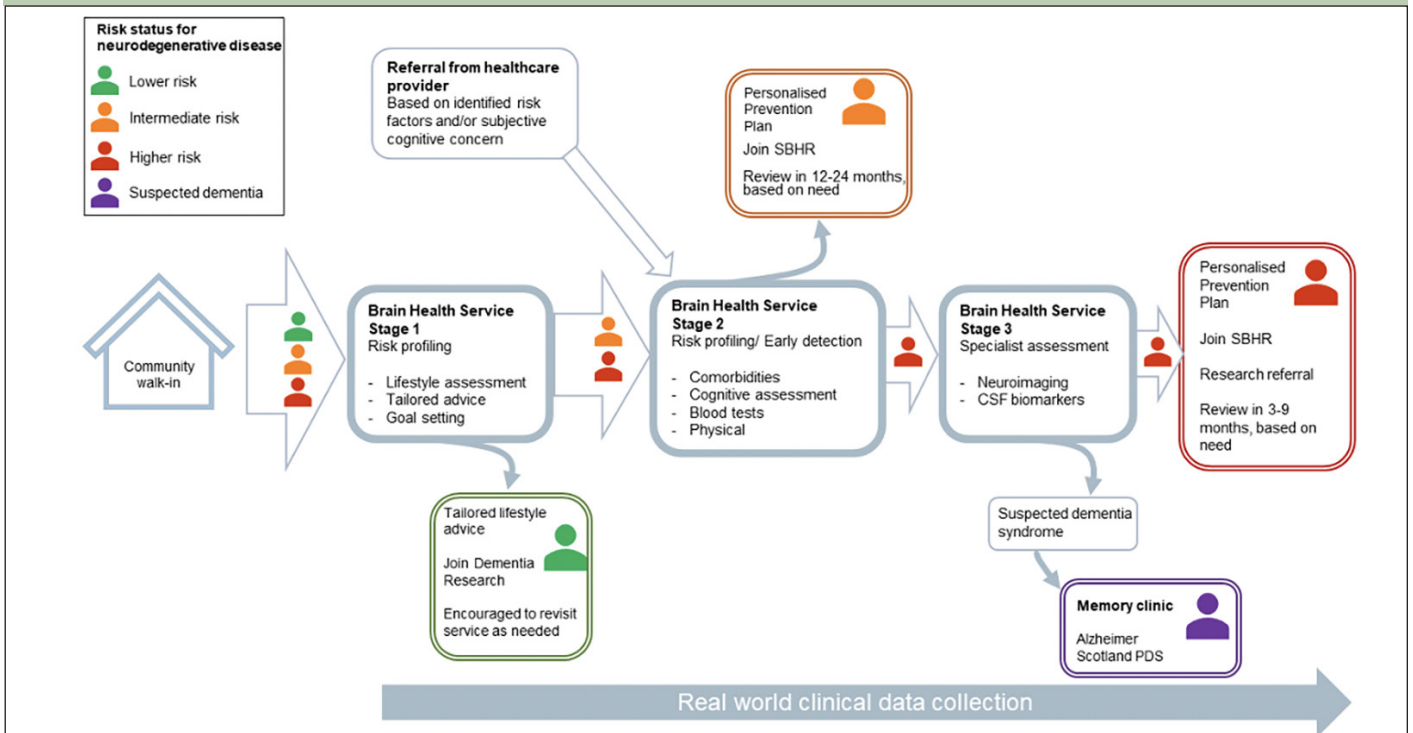 Risk status for
neurodegenerative disease
Lower risk
Intermediate risk
Higher risk
Suspected dementia
Referral from healthcare
provider
Based on identified risk
factors and/or subjective
cognitive concern
Personalised
Prevention
Plan
Join SBHR
Review in 12-24 months,
based on need
Community
walk-in
Brain Health Service
Stage 1
Risk profiling
- Lifestyle assessment
- Tailored advice
- Goal setting
Brain Health Service
Stage 2
Risk profiling/ Early detection
- Comorbidities
- Cognitive assessment
- Blood tests
- Physical
Brain Health Service
Stage 3
Specialist assessment
- Neuroimaging
- CSF biomarkers
Personalised
Prevention
Plan
Join SBHR
Research referral
Review in 3-9
months, based on
need
Tailored lifestyle
advice
Join Dementia
Research
Encouraged to revisit
service as needed
Suspected dementia
syndrome
Memory clinic
Alzheimer
Scotland PDS
Real world clinical data collection